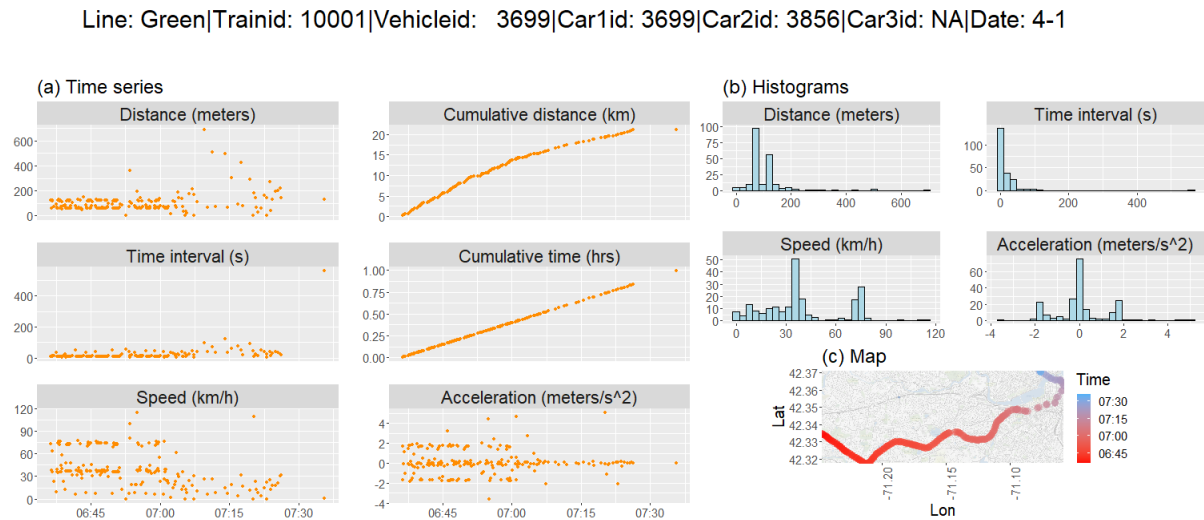 Line: Green|Trainid: 10001|Vehicleid:   3699|Car1id: 3699|Car2id: 3856|Car3id: NA|Date: 4-1
(a) Time series
Distance (meters)
600
400
200
0
Cumulative distance (km)
20
15
10
5
0
Time interval (s)
400
200
0
Cumulative time (hrs)
1.00
0.75
0.50
0.25
0.00
Speed (km/h)
120
90
60
30
0
06:45 07:00 07:15 07:30
Acceleration (meters/s^2)
4
2
0
-2
-4
06:45 07:00 07:15 07:30
(b) Histograms
Distance (meters)
100
75
50
25
0
0 200 400 600
Time interval (s)
100
50
0
0 200 400
Speed (km/h)
50
40
30
20
10
0
0 30 60 90 120
Acceleration (meters/s^2)
60
40
20
0
-4 -2 0 2 4
(c) Map
42.37
42.36
42.35
42.34
42.33
42.32
Lat
-71.20 -71.15 -71.10
Lon
Time
07:30
07:15
07:00
06:45